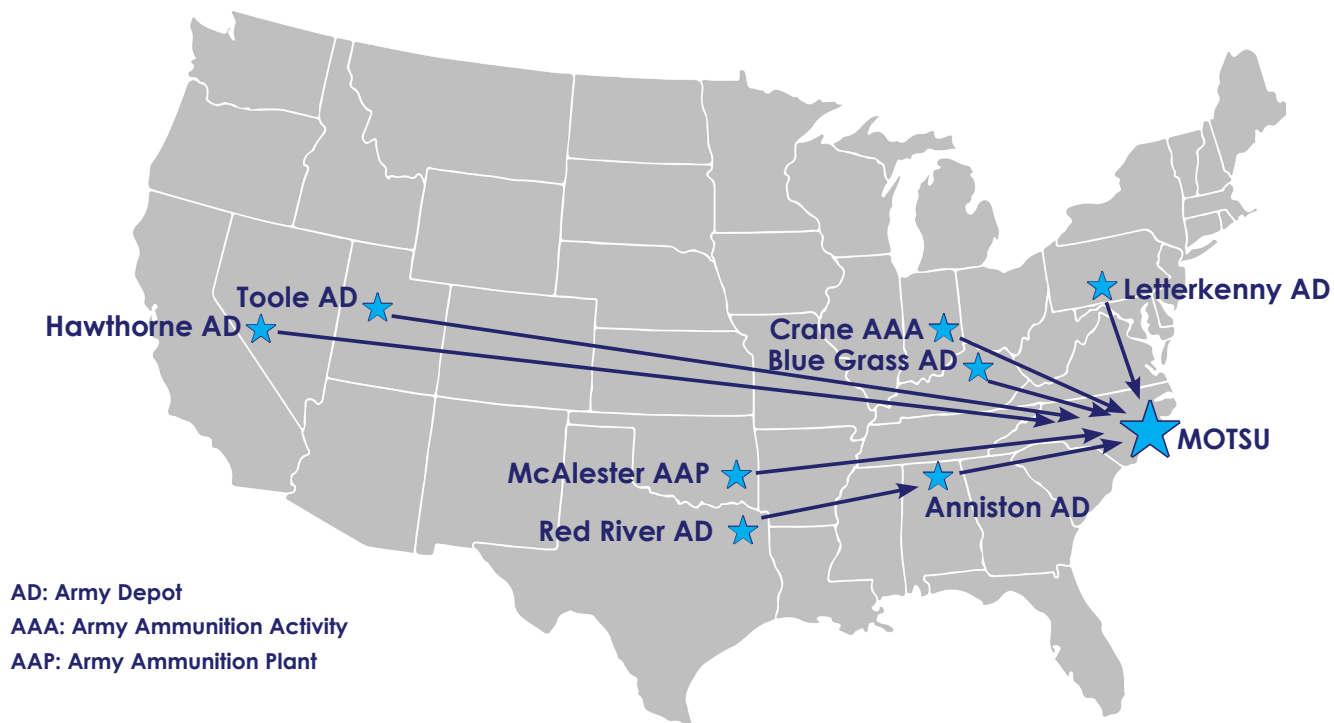 Toole AD
Hawthorne AD
Letterkenny AD
Crane AAA
Blue Grass AD
MOTSU
McAlester AAP
Anniston AD
Red River AD
AD: Army Depot
AAA: Army Ammunition Activity
AAP: Army Ammunition Plant